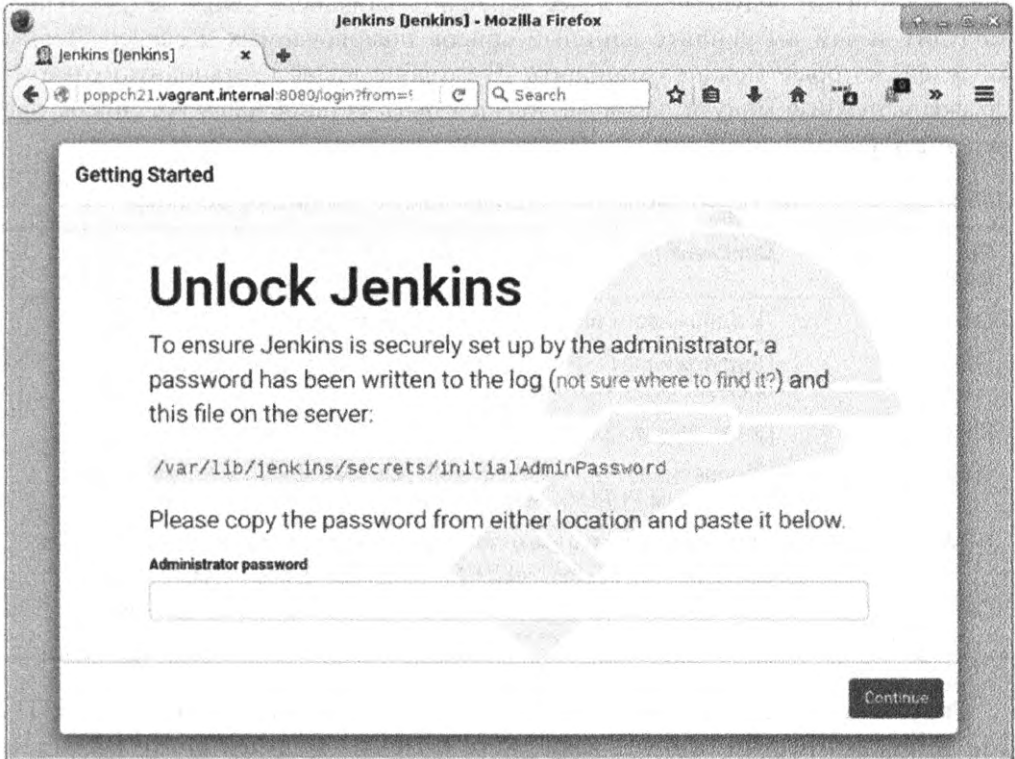 Jenkins [Jenkins] - Mozilla Firefox
Jenkins [Jenkins]
poppch21.vagrant.internal:8080/login?from=
Search
Getting Started
Unlock Jenkins
To ensure Jenkins is securely set up by the administrator, a
password has been written to the log (not sure where to find it?) and
this file on the server:
/var/lib/jenkins/secrets/initialAdminPassword
Please copy the password from either location and paste it below.
Administrator password
Continue